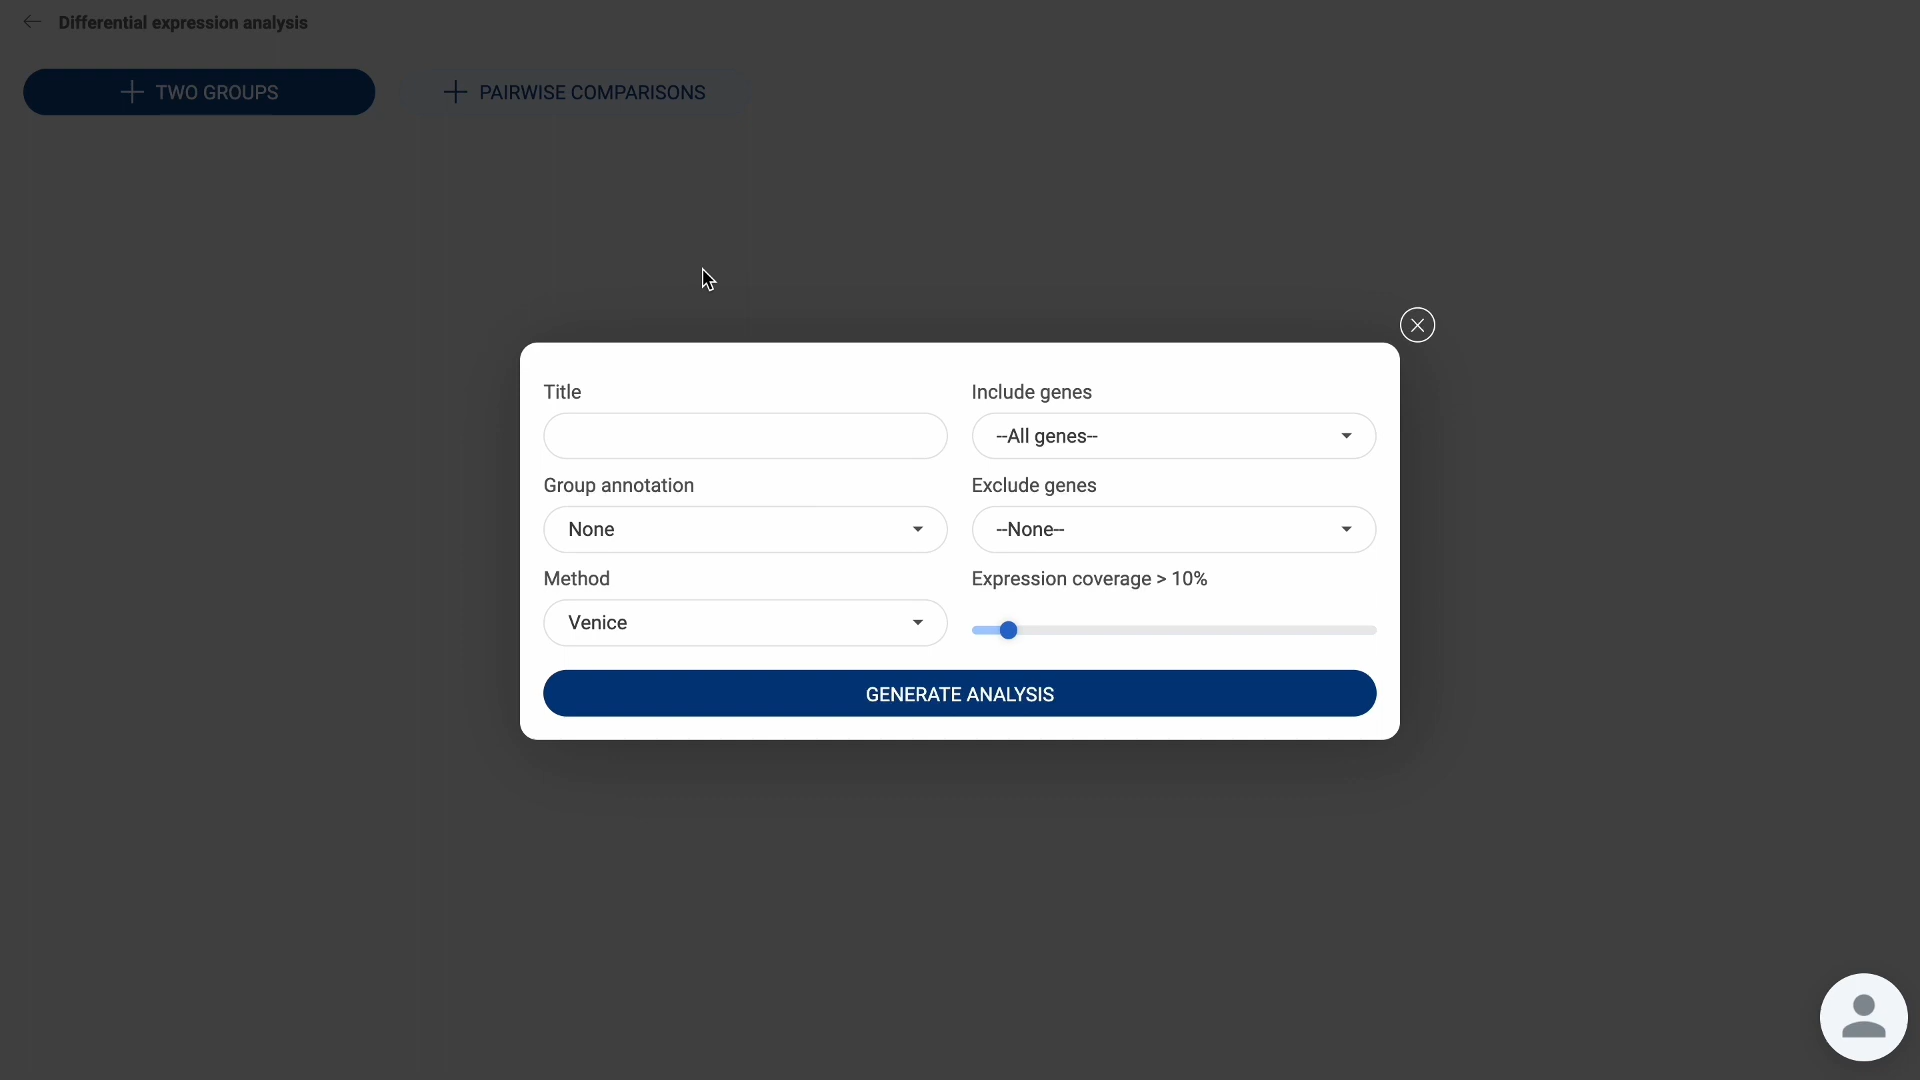 Differential expression analysis
TWO GROUPS
PAIRWISE COMPARISONS
Title
Include genes
--All genes--
Group annotation
Exclude genes
None
--None--
Method
Expression coverage > 10%
Venice
GENERATE ANALYSIS